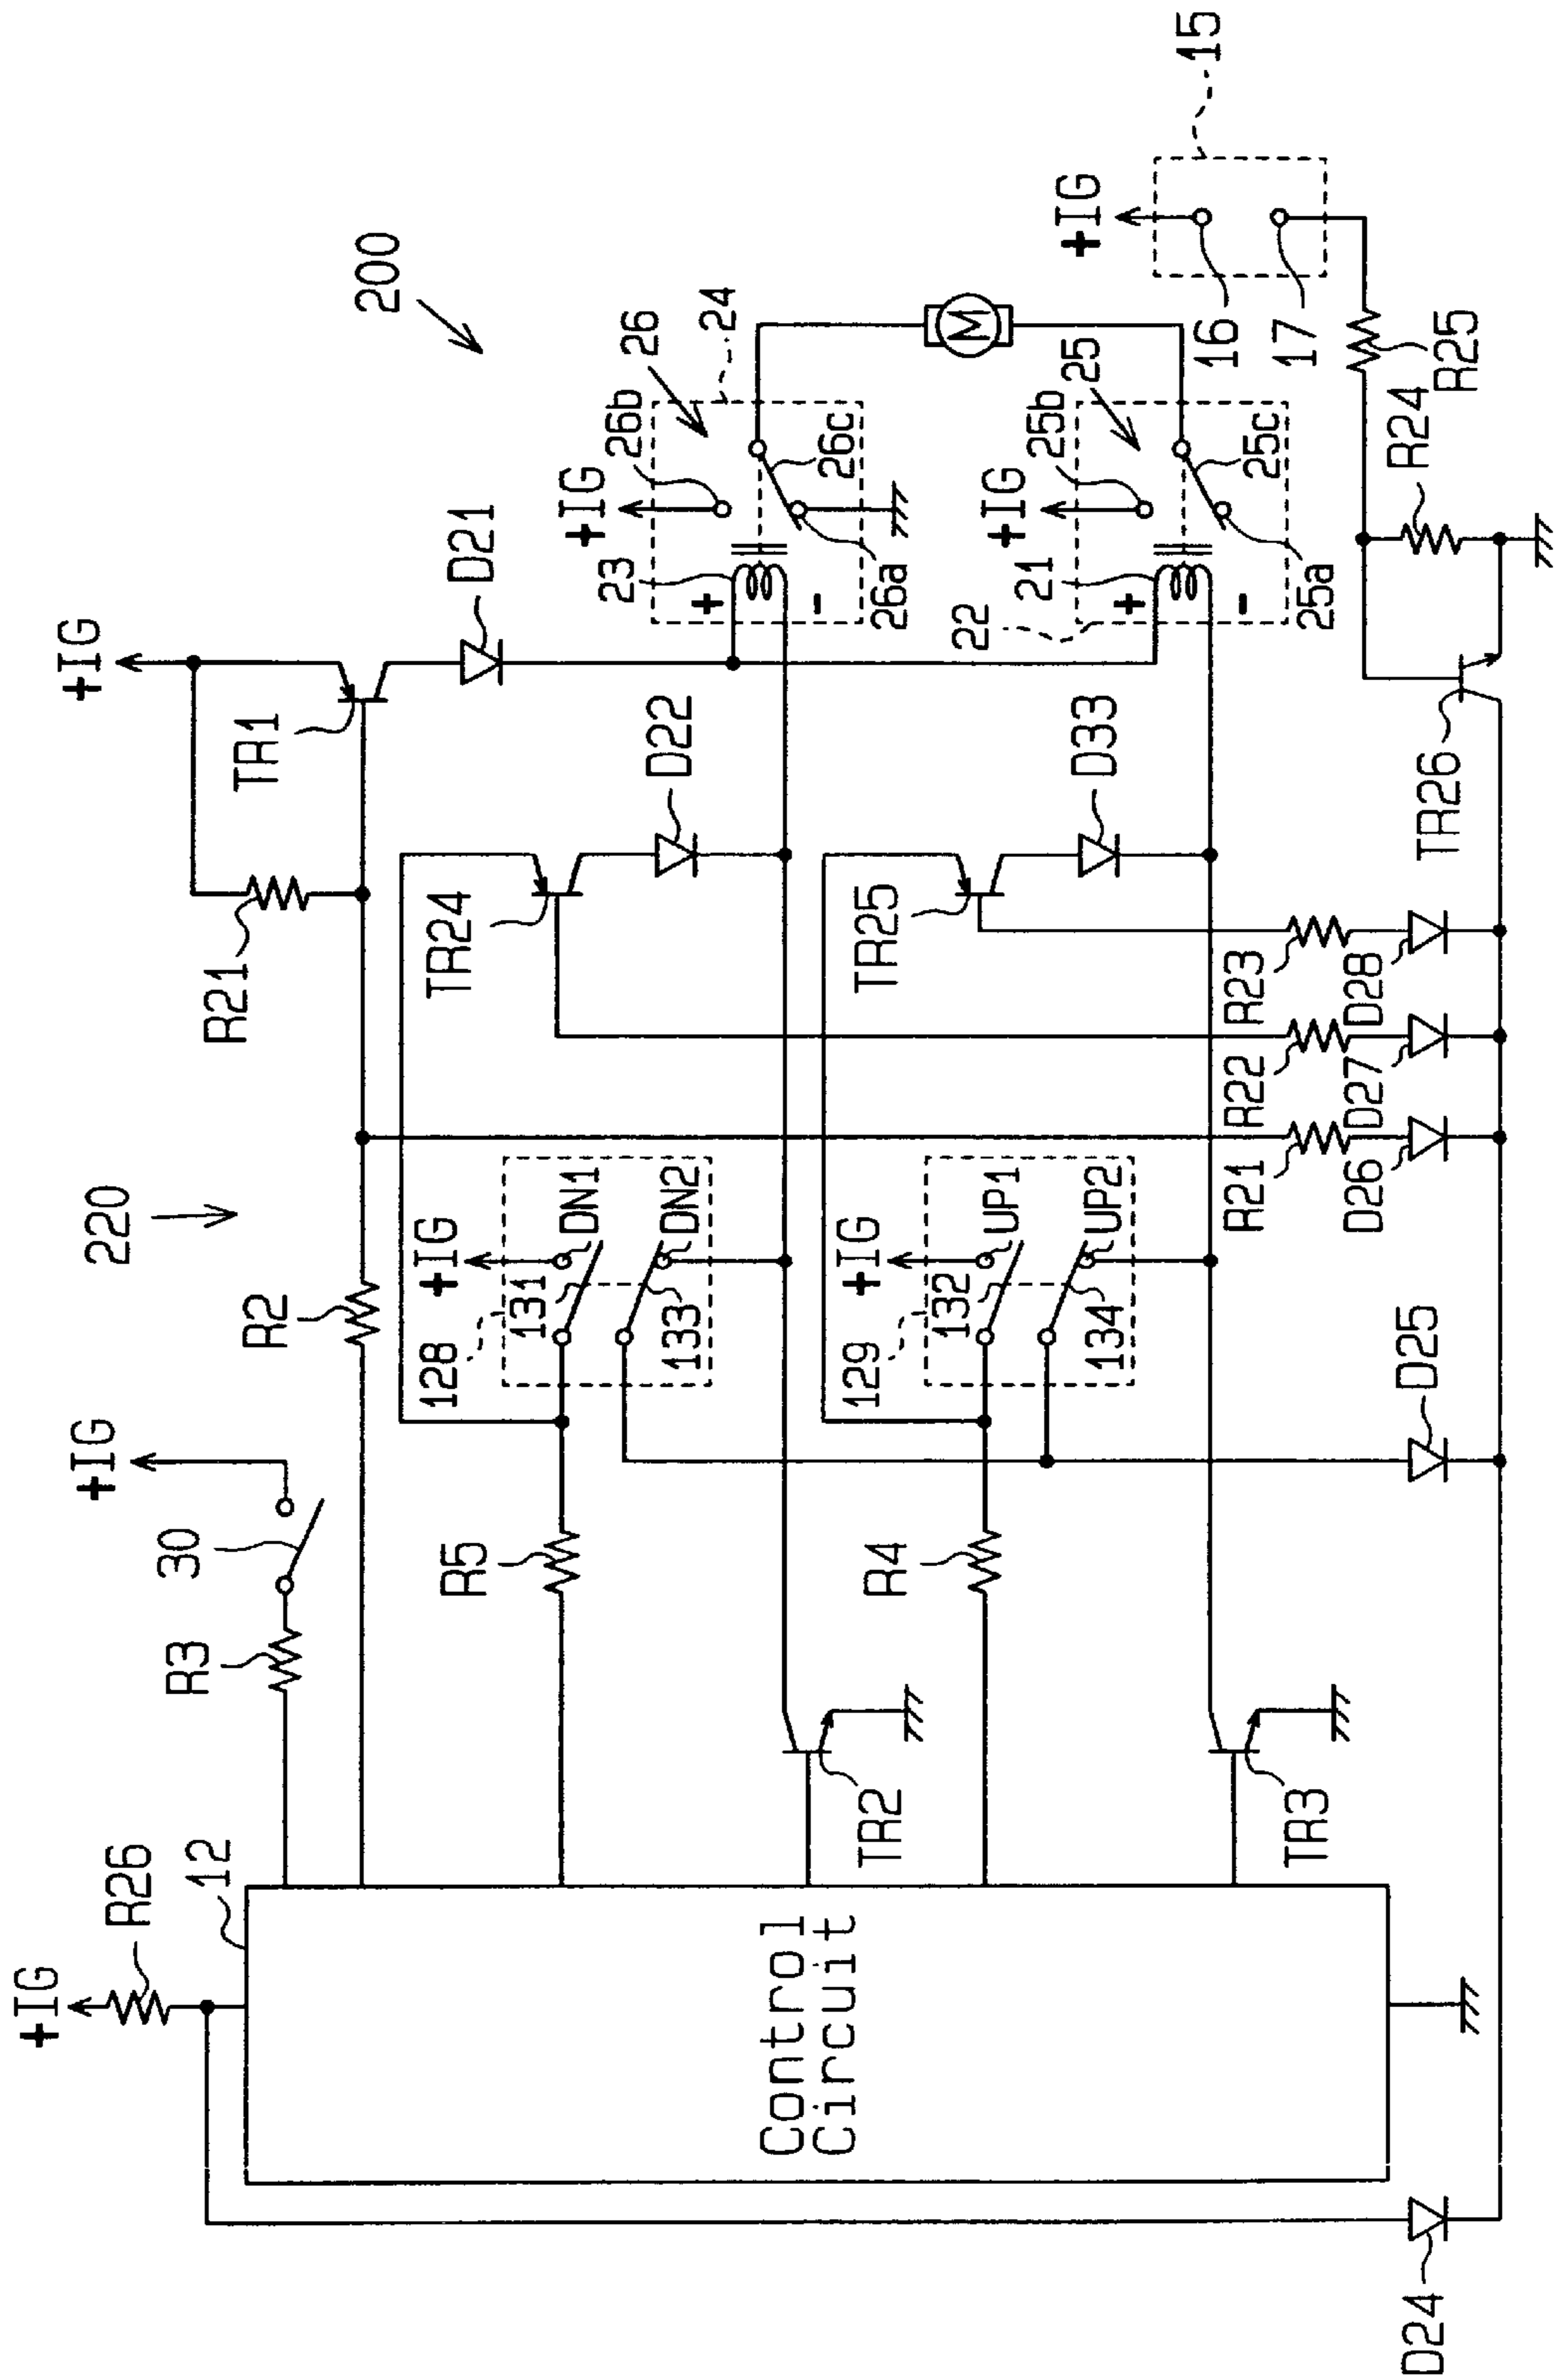 200
220
+IG
R26
12
+IG
30
R3
R2
+IG
R21
TR1
D21
R5
128
+IG
131
DN1
133
DN2
TR24
D22
+IG
23
+
-
26b
26
24
26c
26a
M
TR2
R4
129
+IG
132
UP1
134
UP2
TR25
D33
22
21
+
-
+IG
25b
25
25c
25a
+IG
15
16
17
TR3
Control
Circuit
R21
R22
R23
D24
D25
D26
D27
D28
TR26
R24
R25